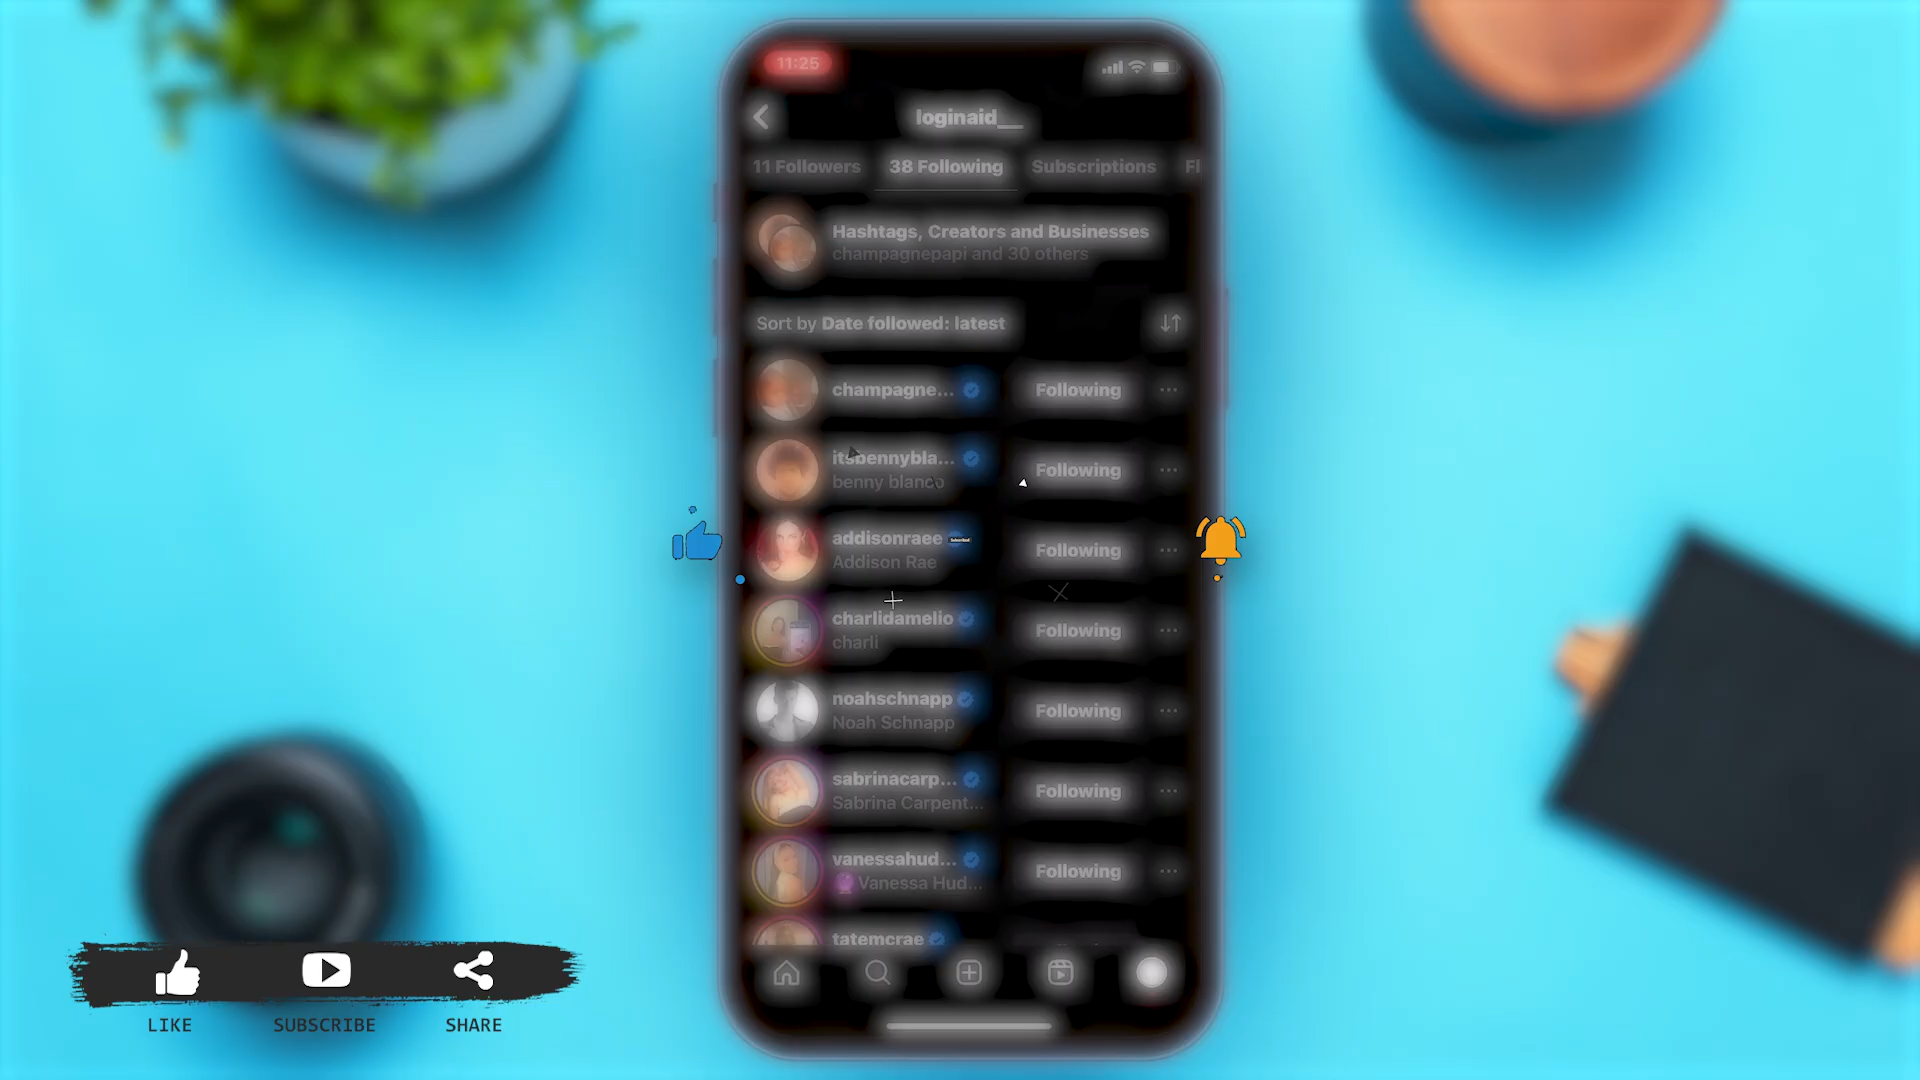 11:25
loginaid__
11 Followers 38 Following Subscriptions Fl
Hashtags, Creators and Businesses
champagnepapi and 30 others
Sort by Date followed: latest
champagne... Following
itsbennybla... Following
benny blanco
addisonraee Following
Addison Rae
charlidamelio Following
charli
noahschnapp Following
Noah Schnapp
sabrinacarp... Following
Sabrina Carpent...
vanessahud... Following
Vanessa Hud...
tatemcrae
LIKE SUBSCRIBE SHARE